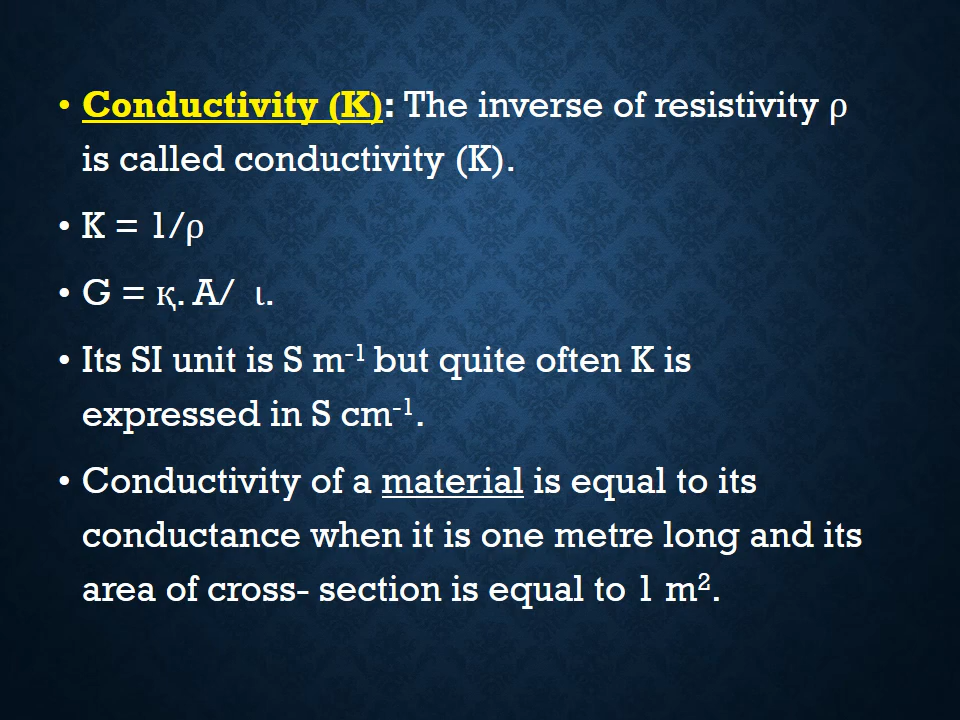 • Conductivity (K): The inverse of resistivity ρ
is called conductivity (K).
• K = 1/ρ
• G = қ. A/ ɩ.
• Its SI unit is S m⁻¹ but quite often K is
expressed in S cm⁻¹.
• Conductivity of a material is equal to its
conductance when it is one metre long and its
area of cross- section is equal to 1 m².